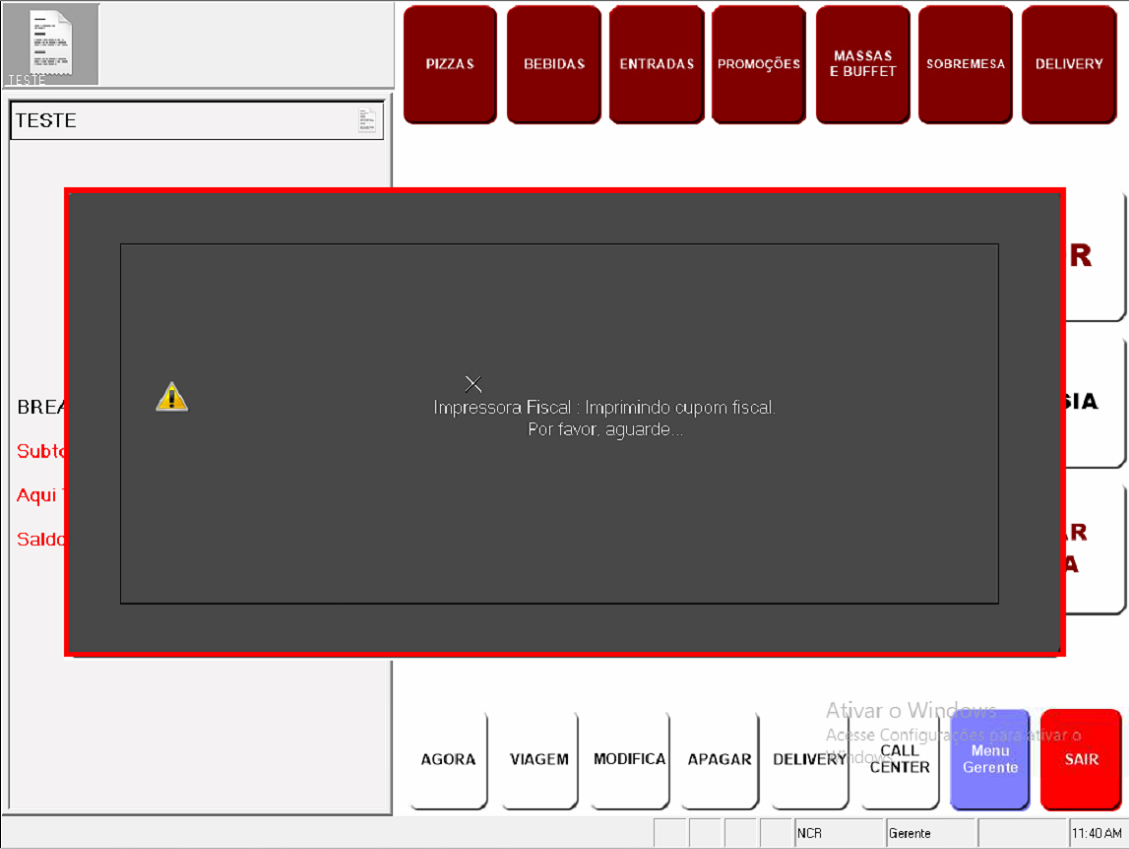 TESTE
PIZZAS
BEBIDAS
ENTRADAS
PROMOÇÕES
MASSAS
E BUFFET
SOBREMESA
DELIVERY
TESTE
R
Impressora Fiscal : Imprimindo cupom fiscal.
Por favor, aguarde...
BREA
SIA
Subto
Aqui
Saldo
AR
A
Ativar o Windows
Acesse Configurações para ativar o
Windows
AGORA
VIAGEM
MODIFICA
APAGAR
DELIVERY
CALL
CENTER
Menu
Gerente
SAIR
NCR
Gerente
11:40 AM